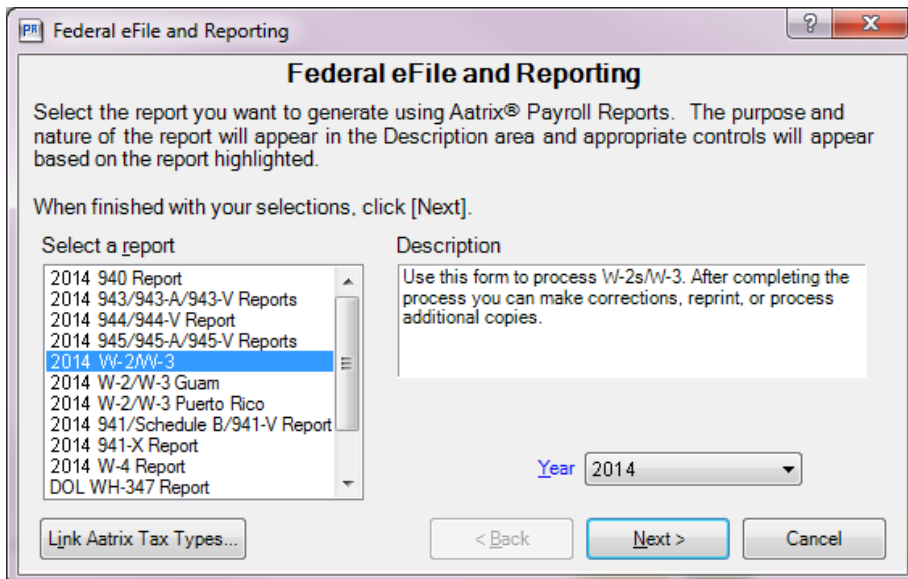 PR Federal eFile and Reporting
Federal eFile and Reporting
Select the report you want to generate using Aatrix® Payroll Reports. The purpose and
nature of the report will appear in the Description area and appropriate controls will appear
based on the report highlighted.
When finished with your selections, click [Next].
Select a report
2014 940 Report
2014 943/943-A/943-V Reports
2014 944/944-V Report
2014 945/945-A/945-V Reports
2014 W-2/W-3
2014 W-2/W-3 Guam
2014 W-2/W-3 Puerto Rico
2014 941/Schedule B/941-V Report
2014 941-X Report
2014 W-4 Report
DOL WH-347 Report
Description
Use this form to process W-2s/W-3. After completing the
process you can make corrections, reprint, or process
additional copies.
Year 2014
Link Aatrix Tax Types...
< Back
Next >
Cancel